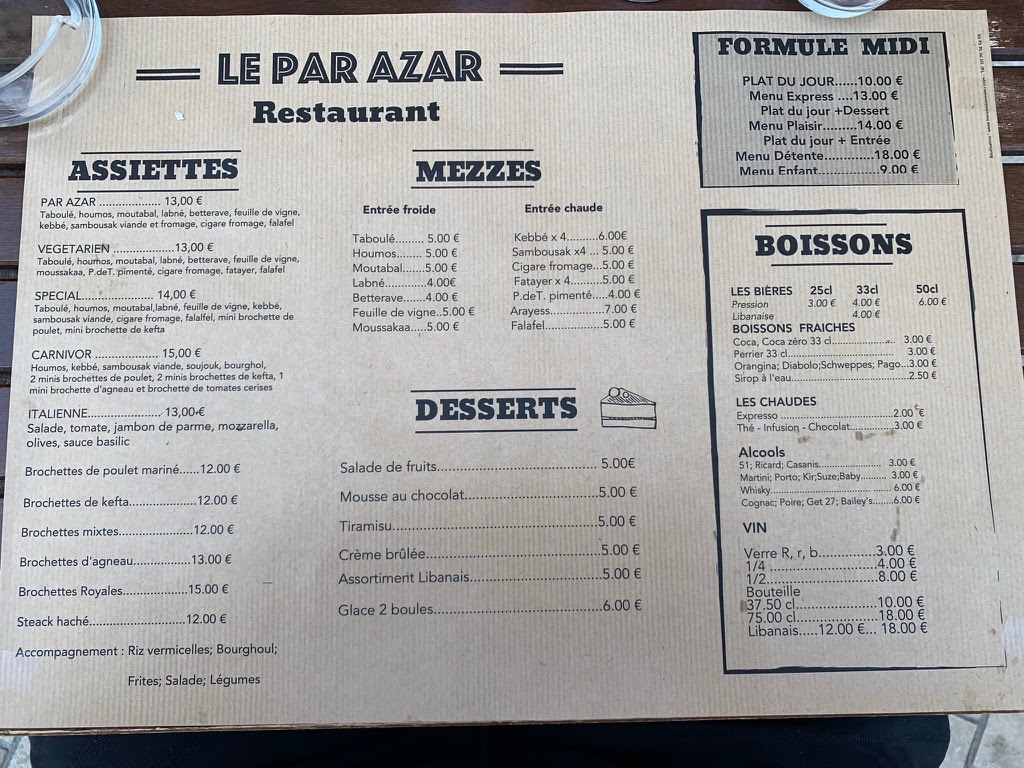 LE PAR AZAR
Restaurant
ASSIETTES
PAR AZAR .................... 13,00 €
Taboulé, houmos, moutabal, labné, betterave, feuille de vigne,
kebbé, sambousak viande et fromage, cigare fromage, falafel
VEGETARIEN ....................13,00 €
Taboulé, houmos, moutabal, labné, betterave, feuille de vigne,
moussakaa, P.deT. pimenté, cigare fromage, fatayer, falafel
SPECIAL....................... 14,00 €
Taboulé, houmos, moutabal,labné, feuille de vigne, kebbé,
sambousak viande, cigare fromage, falalfel, mini brochette de
poulet, mini brochette de kefta
CARNIVOR .................... 15,00 €
Houmos, kebbé, sambousak viande, soujouk, bourghol,
2 minis brochettes de poulet, 2 minis brochettes de kefta, 1
mini brochette d'agneau et brochette de tomates cerises
ITALIENNE....................... 13,00 €
Salade, tomate, jambon de parme, mozzarella,
olives, sauce basilic
Brochettes de poulet mariné......12.00 €
Brochettes de kefta...................12.00 €
Brochettes mixtes.....................12.00 €
Brochettes d'agneau..................13.00 €
Brochettes Royales....................15.00 €
Steack haché.............................12.00 €
Accompagnement : Riz vermicelles; Bourghoul;
Frites; Salade; Légumes
MEZZES
Entrée froide
Taboulé......... 5.00 €
Houmos........ 5.00 €
Moutabal.......5.00 €
Labné............4.00€
Betterave.......4.00 €
Feuille de vigne..5.00 €
Moussakaa.....5.00 €
Entrée chaude
Kebbé x 4..........6.00€
Sambousak x4 ... 5.00 €
Cigare fromage...5.00 €
Fatayer x 4..........5.00 €
P.deT. pimenté.....4.00 €
Arayess.................7.00 €
Falafel..................5.00 €
DESSERTS
Salade de fruits....................................... 5.00€
Mousse au chocolat................................5.00 €
Tiramisu..................................................5.00 €
Crème brûlée...........................................5.00 €
Assortiment Libanais................................5.00 €
Glace 2 boules.........................................6.00 €
FORMULE MIDI
PLAT DU JOUR......10.00 €
Menu Express ....13.00 €
Plat du jour +Dessert
Menu Plaisir.........14.00 €
Plat du jour + Entrée
Menu Détente.............18.00 €
Menu Enfant................9.00 €
BOISSONS
LES BIÈRES 25cl 33cl 50cl
Pression 3.00 € 4.00 € 6.00 €
Libanaise 4.00 €
BOISSONS FRAICHES
Coca, Coca zéro 33 cl........................ 3.00 €
Perrier 33 cl........................................ 3.00 €
Orangina; Diabolo;Schweppes; Pago...3.00 €
Sirop à l'eau.......................................2.50 €
LES CHAUDES
Expresso ...........................................2.00 €
Thé - Infusion - Chocolat..................3.00 €
Alcools
51; Ricard; Casanis........................ 3.00 €
Martini; Porto; Kir;Suze;Baby.......... 3.00 €
Whisky............................................6.00 €
Cognac; Poire; Get 27; Bailey's........6.00 €
VIN
Verre R, r, b................3.00 €
1/4 ..............................4.00 €
1/2...............................8.00 €
Bouteille
37.50 cl.......................10.00 €
75.00 cl.......................18.00 €
Libanais.....12.00 €... 18.00 €